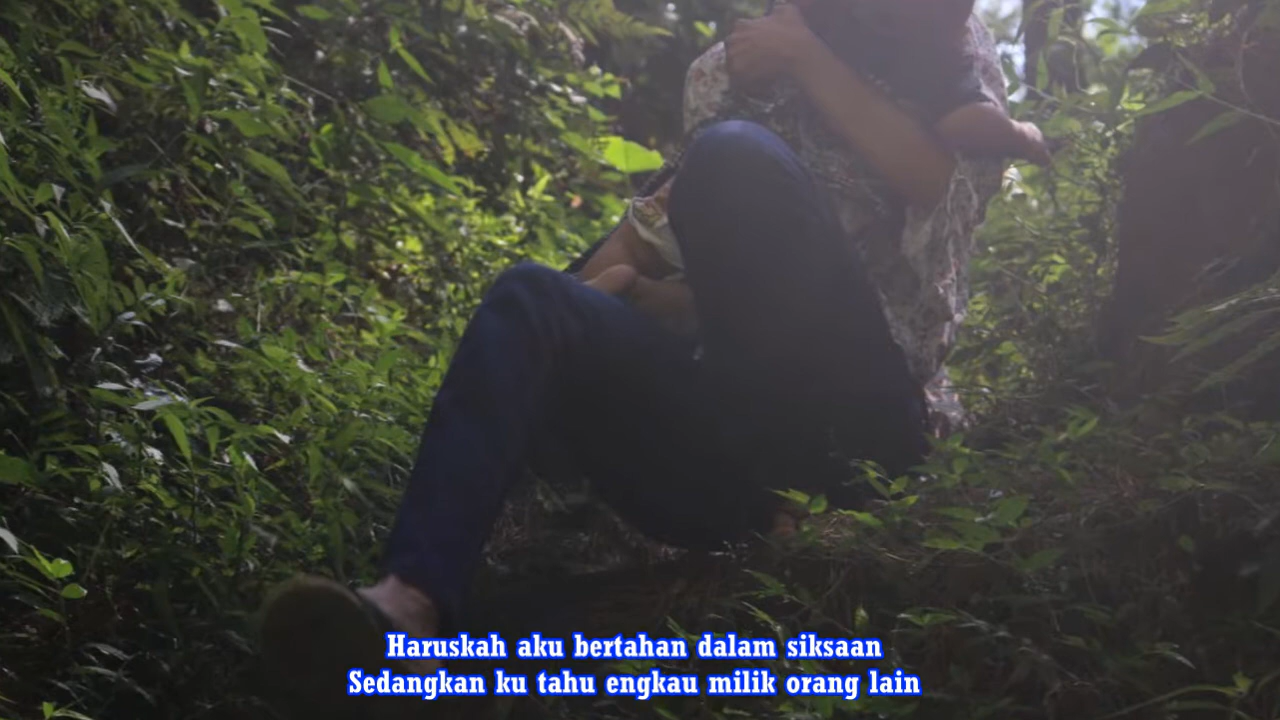 Haruskah aku bertahan dalam siksaan
Sedangkan ku tahu engkau milik orang lain